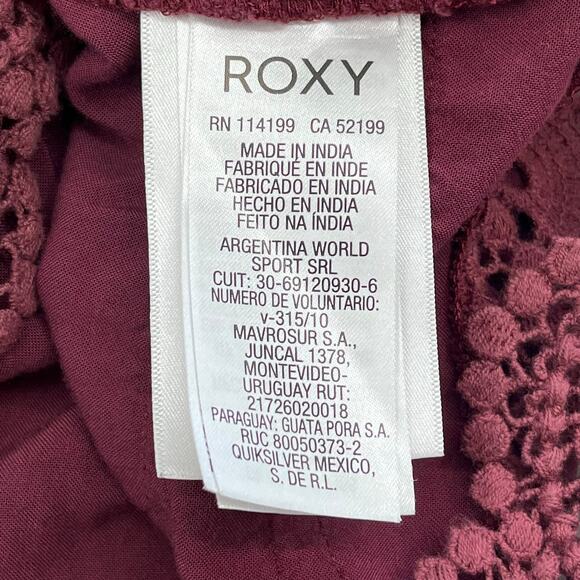 ROXY
RN 114199 CA 52199
MADE IN INDIA
FABRIQUÉ EN INDE
FABRICADO EN INDIA
HECHO EN INDIA
FEITO NA ÍNDIA
ARGENTINA WORLD
SPORT SRL
CUIT: 30-69120930-6
NUMERO DE VOLUNTARIO:
v-315/10
MAVROSUR S.A.,
JUNCAL 1378,
MONTEVIDEO-
URUGUAY RUT:
21726020018
PARAGUAY: GUATA PORA S.A.
RUC 80050373-2
QUIKSILVER MEXICO,
S. DE R.L.